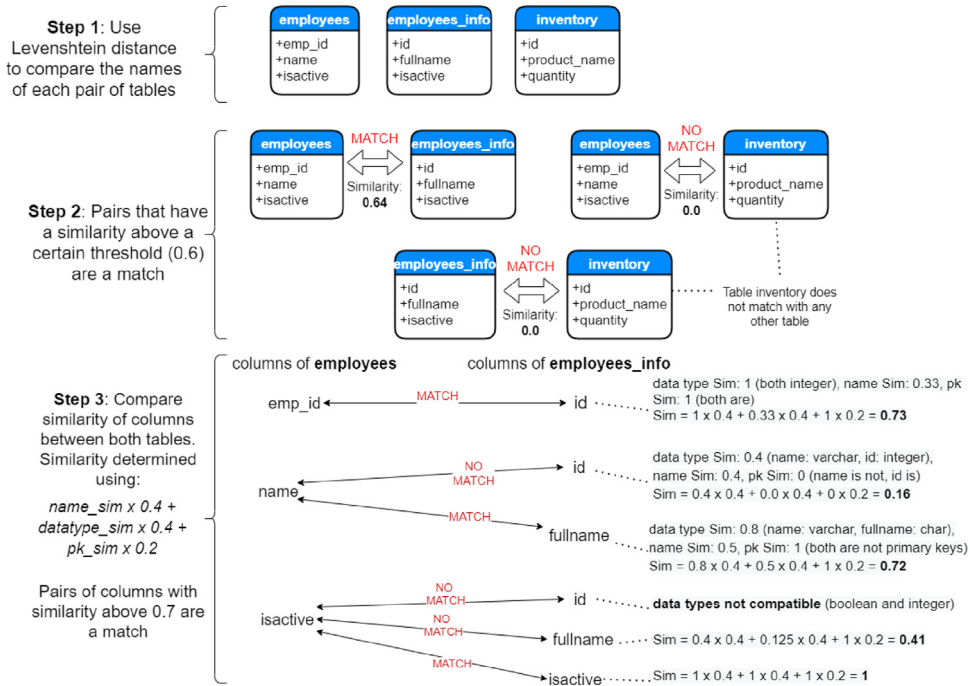 Step 1: Use
Levenshtein distance
to compare the names
of each pair of tables
employees
+emp_id
+name
+isactive
employees_info
+id
+fullname
+isactive
inventory
+id
+product_name
+quantity
Step 2: Pairs that have
a similarity above a
certain threshold (0.6)
are a match
employees
+emp_id
+name
+isactive
MATCH
Similarity:
0.64
employees_info
+id
+fullname
+isactive
employees
+emp_id
+name
+isactive
NO
MATCH
Similarity:
0.0
inventory
+id
+product_name
+quantity
employees_info
+id
+fullname
+isactive
NO
MATCH
Similarity:
0.0
inventory
+id
+product_name
+quantity
Table inventory does
not match with any
other table
Step 3: Compare
similarity of columns
between both tables.
Similarity determined
using:
name_sim x 0.4 +
datatype_sim x 0.4 +
pk_sim x 0.2
Pairs of columns with
similarity above 0.7 are
a match
columns of employees
columns of employees_info
emp_id
MATCH
id
data type Sim: 1 (both integer), name Sim: 0.33, pk
Sim: 1 (both are)
Sim = 1 x 0.4 + 0.33 x 0.4 + 1 x 0.2 = 0.73
name
NO
MATCH
id
data type Sim: 0.4 (name: varchar, id: integer),
name Sim: 0.4, pk Sim: 0 (name is not, id is)
Sim = 0.4 x 0.4 + 0.0 x 0.4 + 0 x 0.2 = 0.16
MATCH
fullname
data type Sim: 0.8 (name: varchar, fullname: char),
name Sim: 0.5, pk Sim: 1 (both are not primary keys)
Sim = 0.8 x 0.4 + 0.5 x 0.4 + 1 x 0.2 = 0.72
isactive
NO
MATCH
id
data types not compatible (boolean and integer)
NO
MATCH
fullname
Sim = 0.4 x 0.4 + 0.125 x 0.4 + 1 x 0.2 = 0.41
MATCH
isactive
Sim = 1 x 0.4 + 1 x 0.4 + 1 x 0.2 = 1